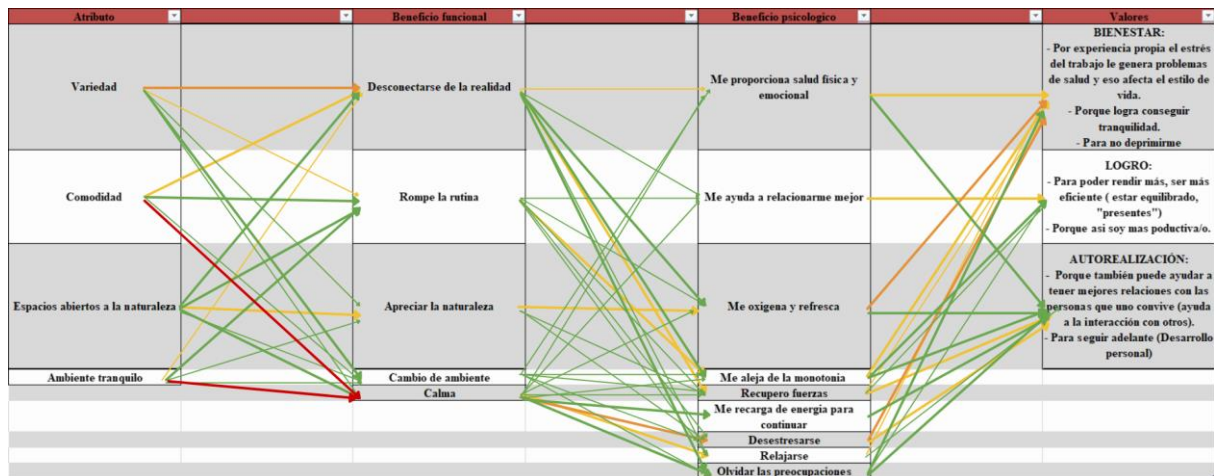 Atributo
Beneficio funcional
Beneficio psicologico
Valores
Variedad
Desconectarse de la realidad
Me proporciona salud fisica y
emocional
BIENESTAR:
- Por experiencia propia el estrés
del trabajo le genera problemas
de salud y eso afecta el estilo de
vida.
- Porque logra conseguir
tranquilidad.
- Para no deprimirme
Comodidad
Rompe la rutina
Me ayuda a relacionarme mejor
LOGRO:
- Para poder rendir más, ser más
eficiente ( estar equilibrado,
"presentes")
- Porque asi soy mas poductiva/o.
Espacios abiertos a la naturaleza
Apreciar la naturaleza
Me oxigena y refresca
AUTOREALIZACIÓN:
- Porque también puede ayudar a
tener mejores relaciones con las
personas que uno convive (ayuda
a la interacción con otros).
- Para seguir adelante (Desarrollo
personal)
Ambiente tranquilo
Cambio de ambiente
Me aleja de la monotonia
Calma
Recupero fuerzas
Me recarga de energia para
continuar
Desestresarse
Relajarse
Olvidar las preocupaciones